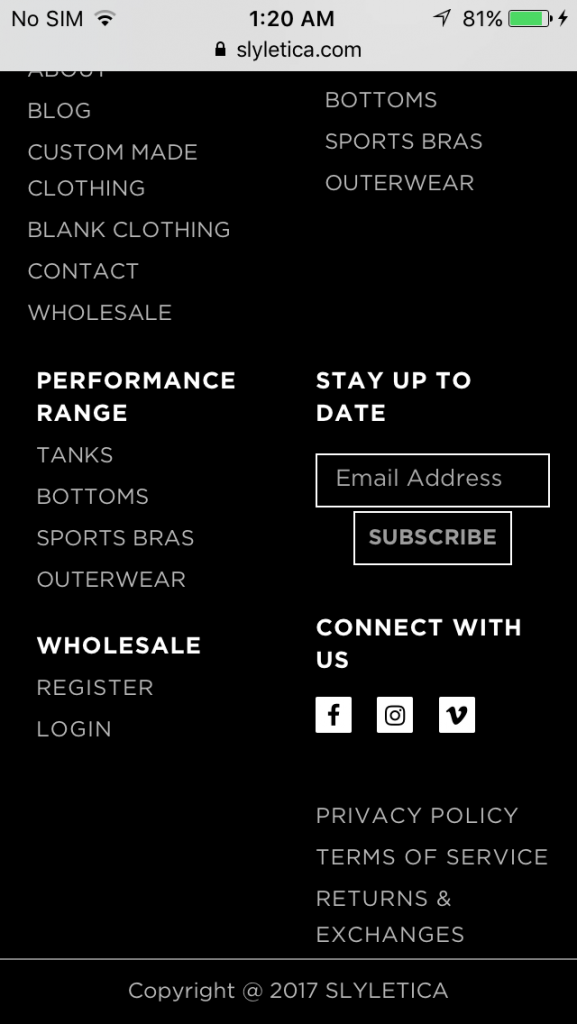 No SIM 1:20 AM 81%
slyletica.com
ABOUT
BLOG
CUSTOM MADE
CLOTHING
BLANK CLOTHING
CONTACT
WHOLESALE
BOTTOMS
SPORTS BRAS
OUTERWEAR
PERFORMANCE
RANGE
TANKS
BOTTOMS
SPORTS BRAS
OUTERWEAR
WHOLESALE
REGISTER
LOGIN
STAY UP TO
DATE
Email Address
SUBSCRIBE
CONNECT WITH
US
PRIVACY POLICY
TERMS OF SERVICE
RETURNS &
EXCHANGES
Copyright @ 2017 SLYLETICA